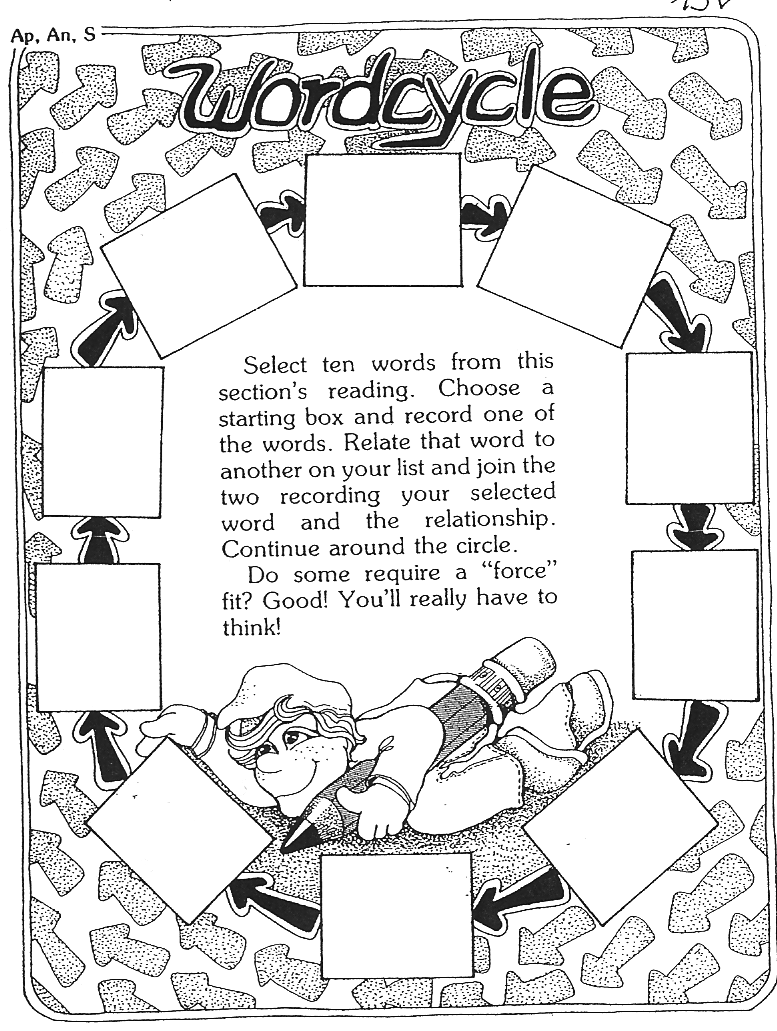 Ap, An, S
Wordcycle
Select ten words from this
section's reading. Choose a
starting box and record one of
the words. Relate that word to
another on your list and join the
two recording your selected
word and the relationship.
Continue around the circle.
Do some require a "force"
fit? Good! You'll really have to
think!